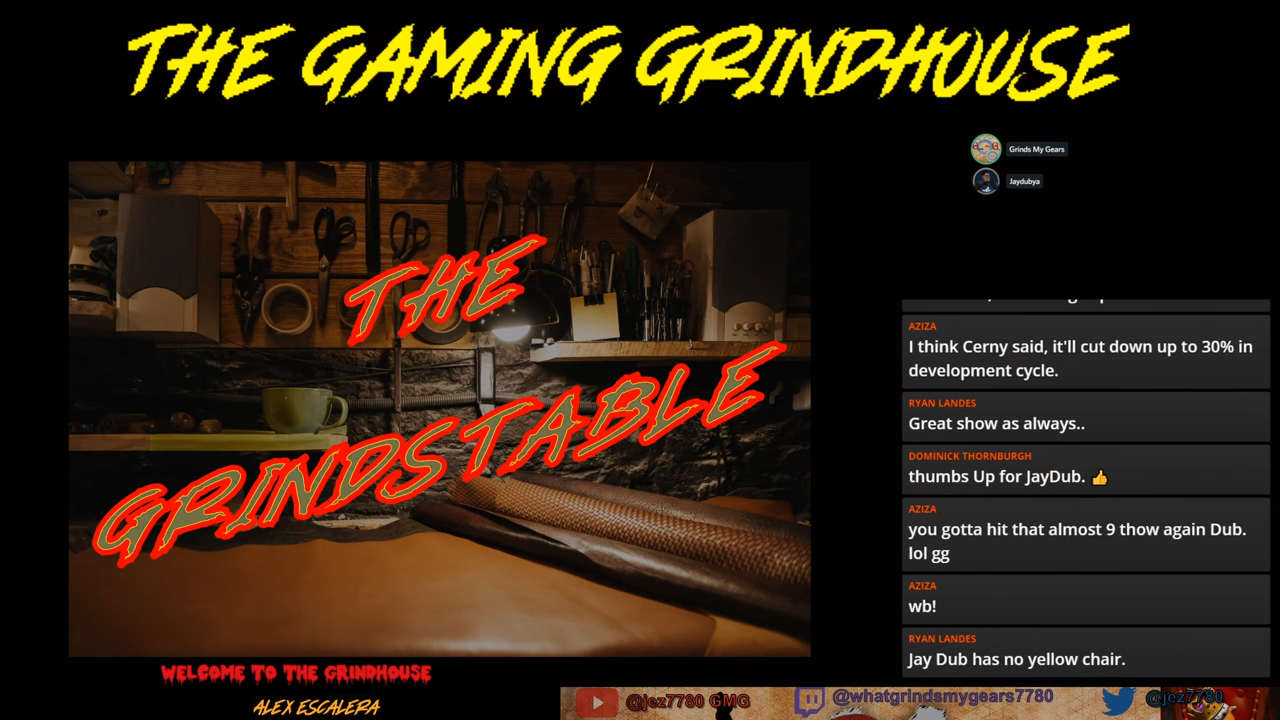 THE GAMING GRINDHOUSE
Grinds My Gears
Jaydubya
THE
GRINDSTABLE
AZIZA
I think Cerny said, it'll cut down up to 30% in
development cycle.
RYAN LANDES
Great show as always..
DOMINICK THORNBURGH
thumbs Up for JayDub. 👍
AZIZA
you gotta hit that almost 9 thow again Dub.
lol gg
AZIZA
wb!
RYAN LANDES
Jay Dub has no yellow chair.
WELCOME TO THE GRINDHOUSE
ALEX ESCALERA
@jez7780 GMG
@whatgrindsmygears7780
@jez7780